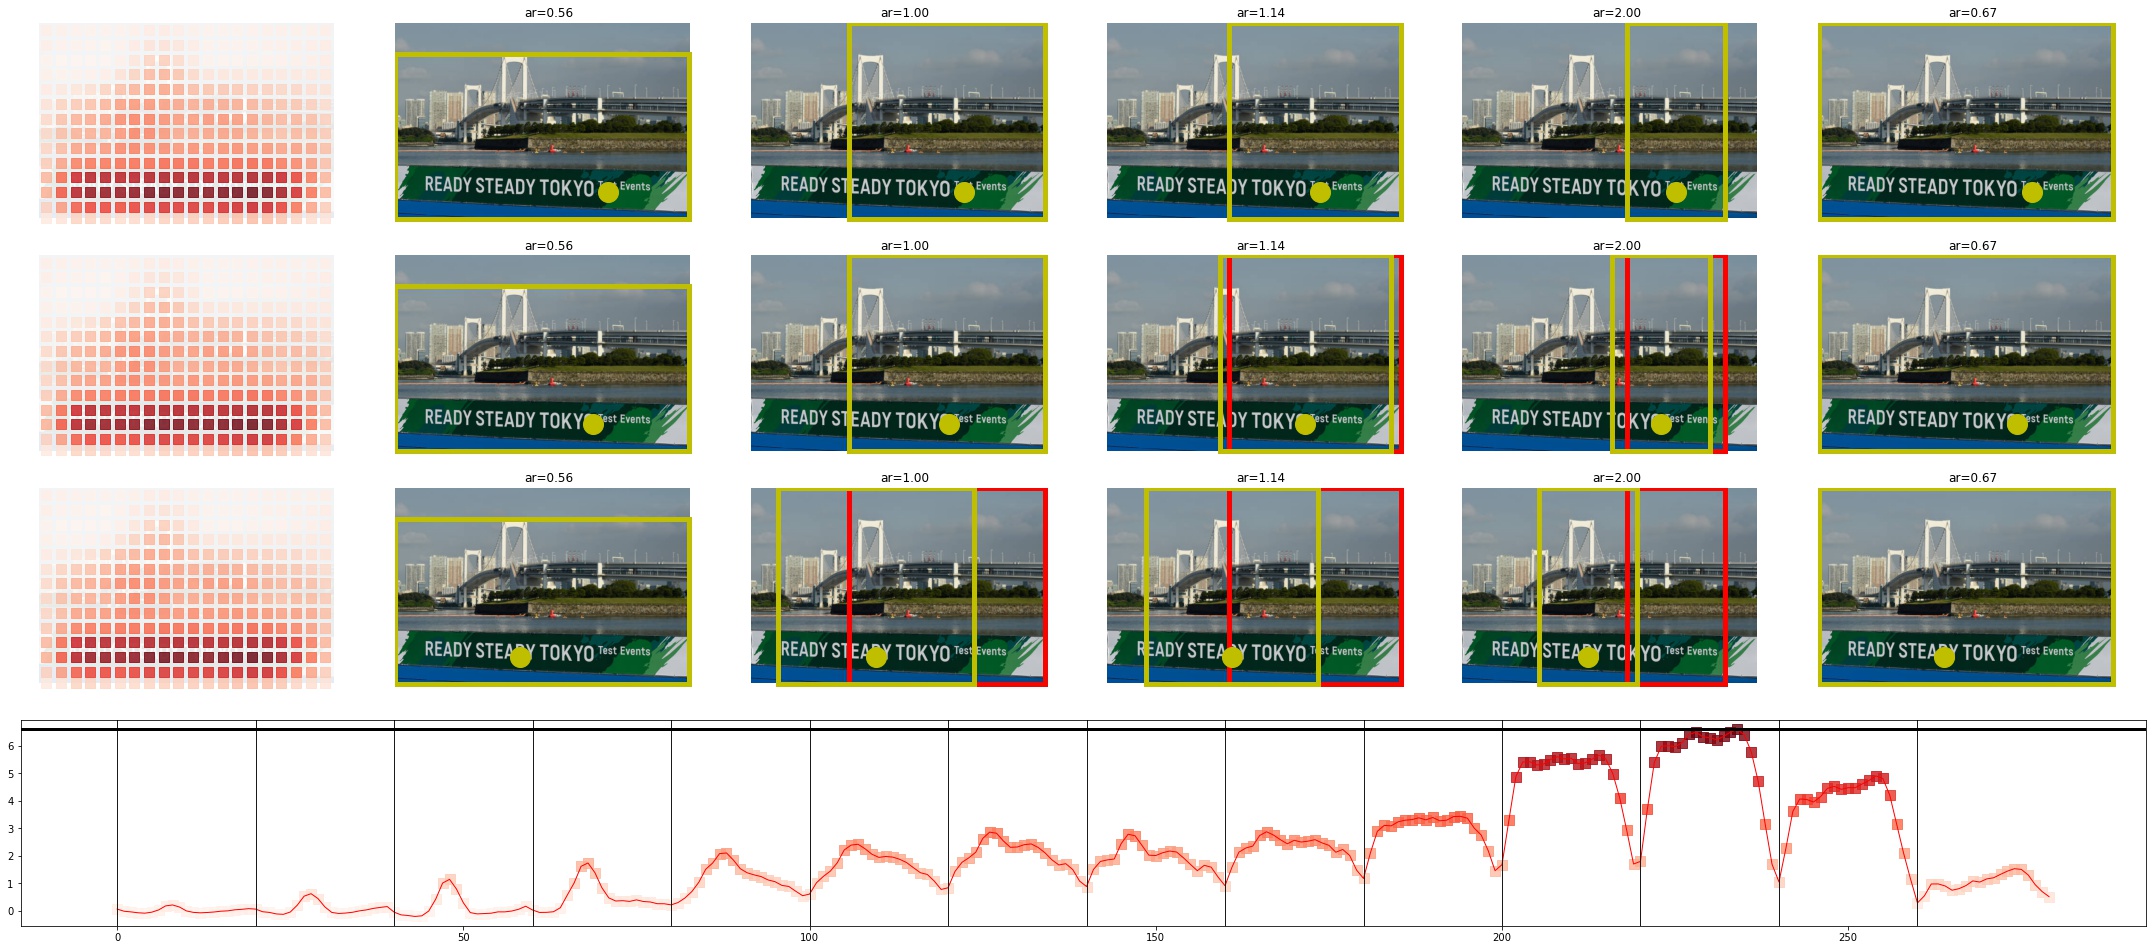 ar=0.56 ar=1.00 ar=1.14 ar=2.00 ar=0.67
READY STEADY TOKYO Events
READY STEADY TOKYO Events
READY STEADY TOKYO Events
READY STEADY TOKYO Events
READY STEADY TOKYO Events
ar=0.56 ar=1.00 ar=1.14 ar=2.00 ar=0.67
READY STEADY TOKYO Test Events
READY STEADY TOKYO Test Events
READY STEADY TOKYO Test Events
READY STEADY TOKYO Test Events
READY STEADY TOKYO Test Events
ar=0.56 ar=1.00 ar=1.14 ar=2.00 ar=0.67
READY STEADY TOKYO Test Events
READY STEADY TOKYO Test Events
READY STEADY TOKYO Test Events
READY STEADY TOKYO Test Events
READY STEADY TOKYO Test Events
6
5
4
3
2
1
0
0 50 100 150 200 250